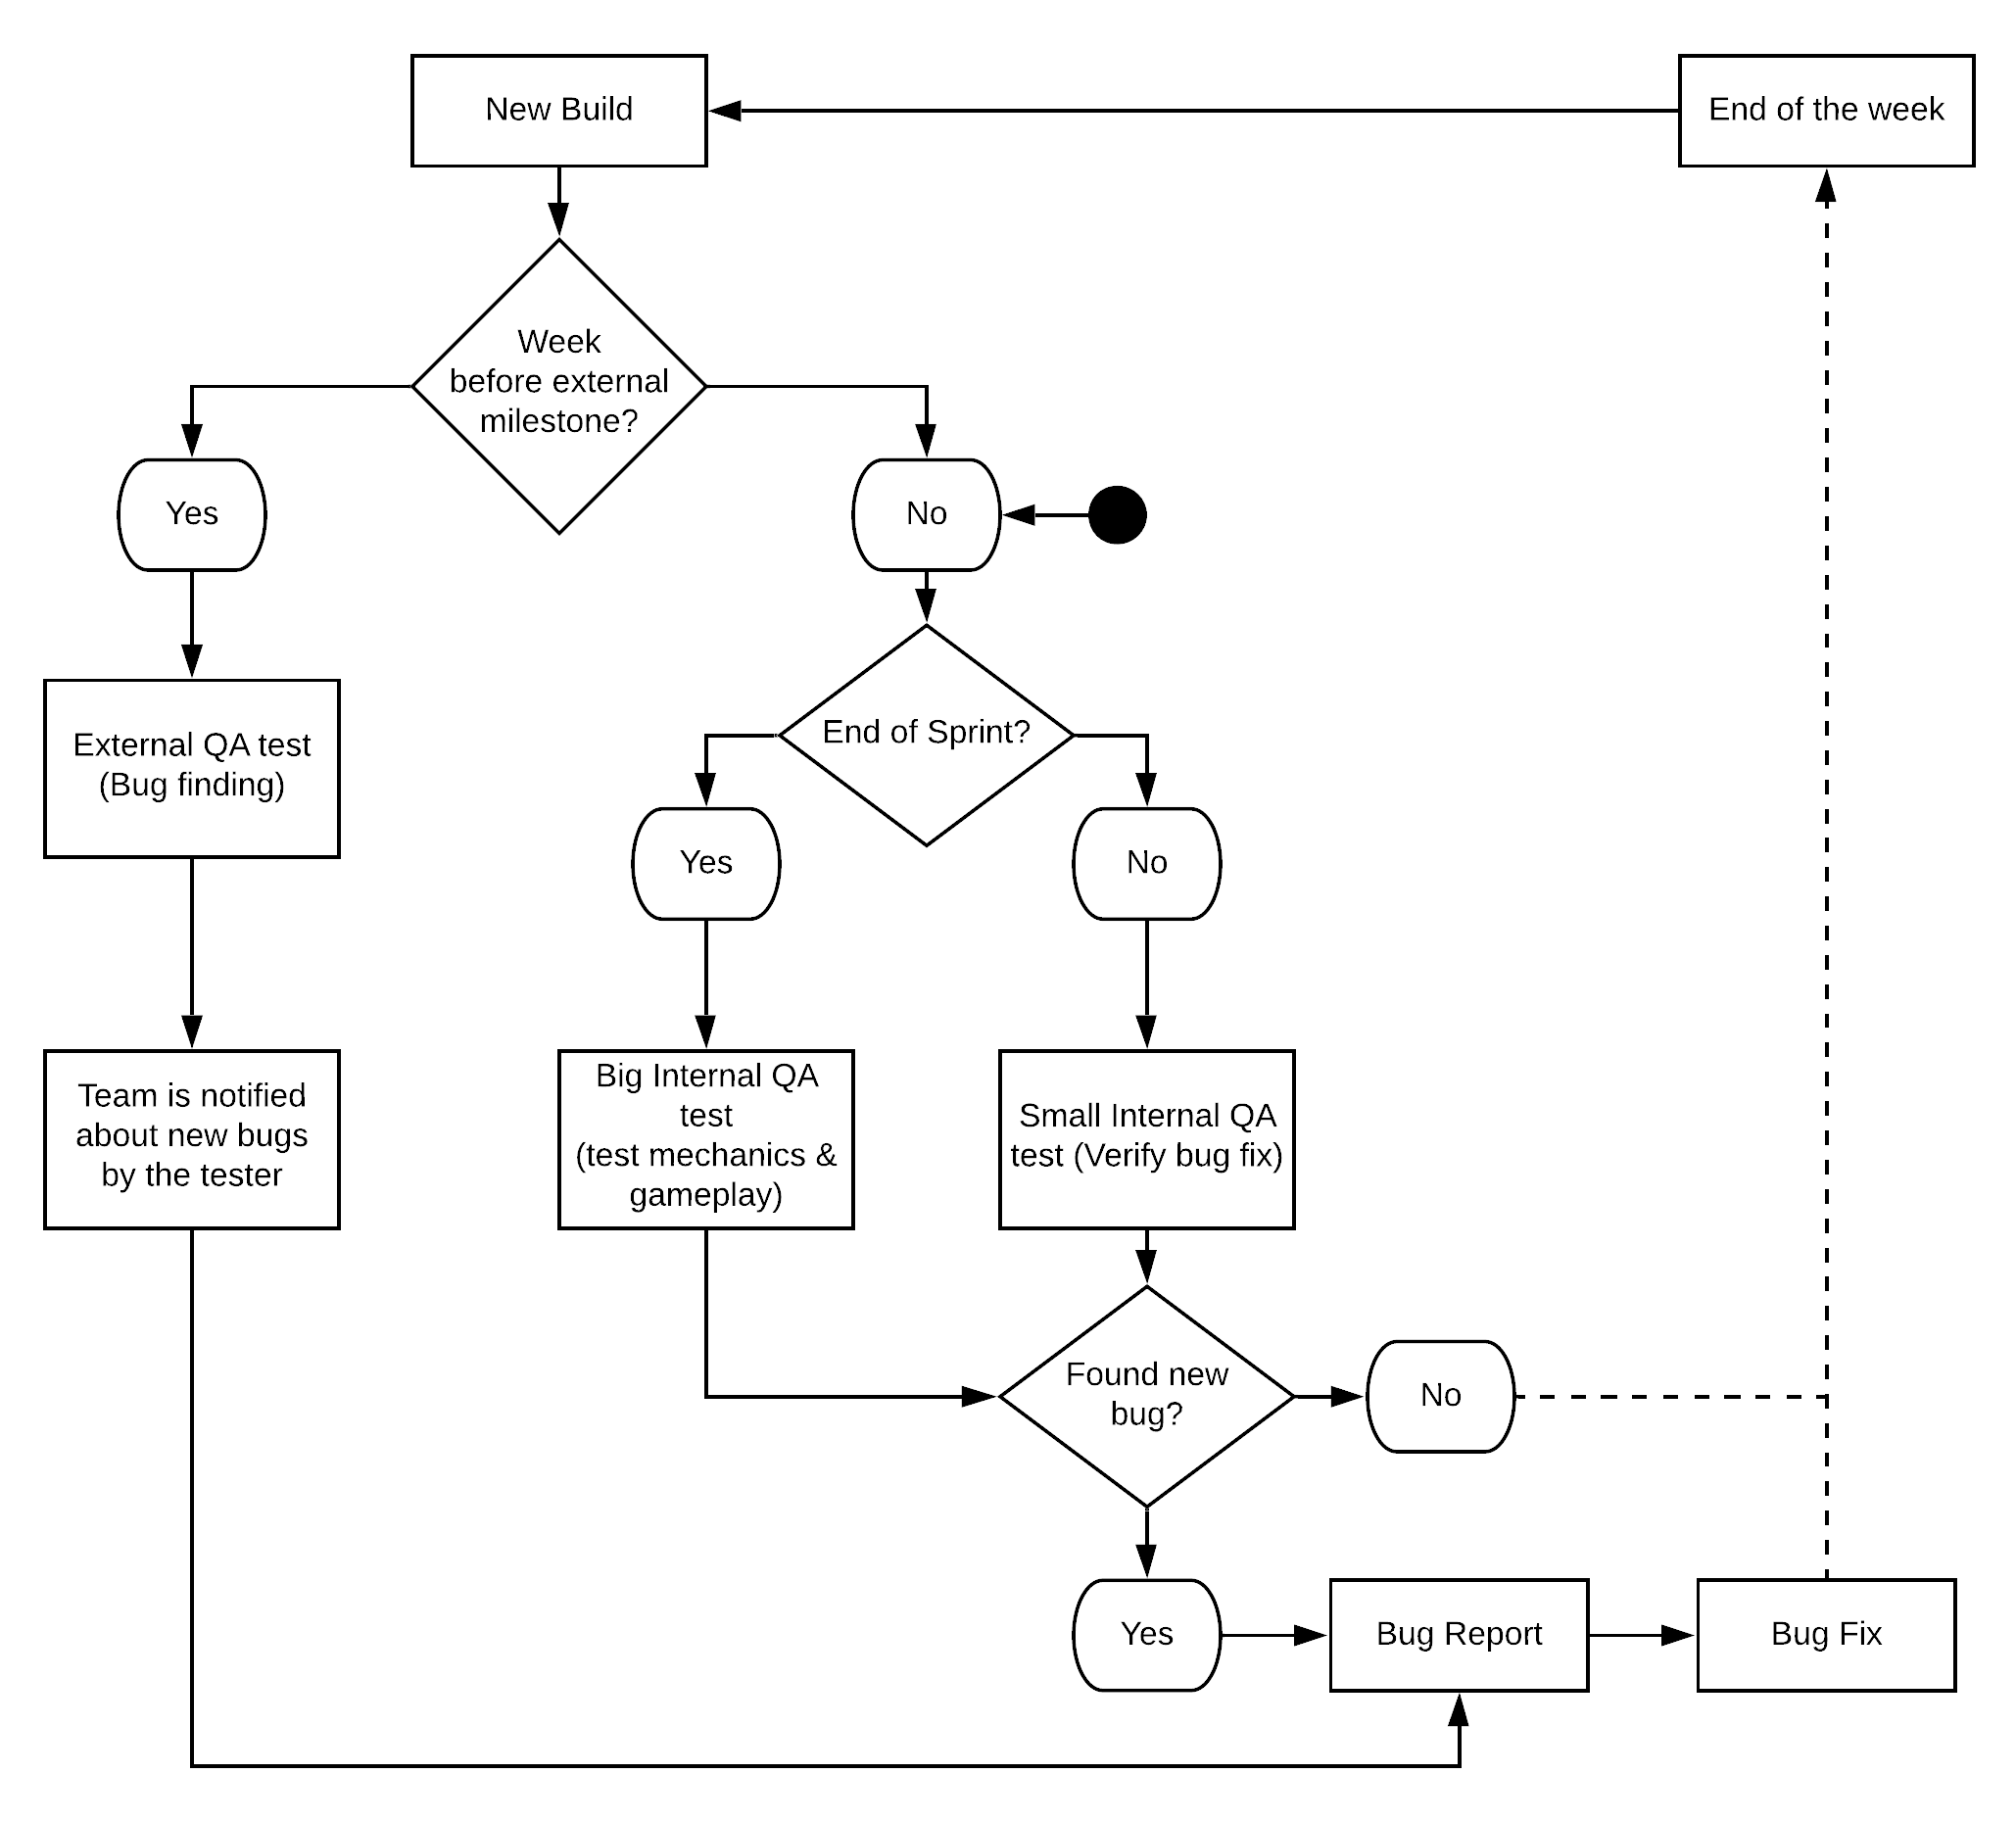 New Build
End of the week
Week
before external
milestone?
Yes
No
End of Sprint?
External QA test
(Bug finding)
Yes
No
Team is notified
about new bugs
by the tester
Big Internal QA
test
(test mechanics &
gameplay)
Small Internal QA
test (Verify bug fix)
Found new
bug?
No
Yes
Bug Report
Bug Fix